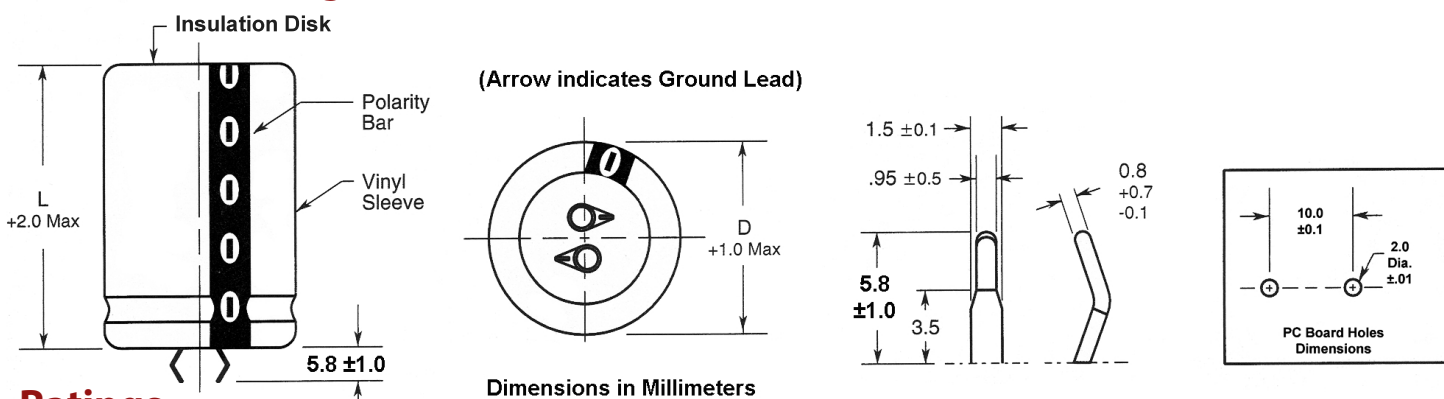 Insulation Disk
Polarity
Bar
Vinyl
Sleeve
L
+2.0 Max
5.8 ±1.0
(Arrow indicates Ground Lead)
D
+1.0 Max
Dimensions in Millimeters
1.5 ±0.1
.95 ±0.5
5.8
±1.0
3.5
0.8
+0.7
-0.1
10.0
±0.1
2.0
Dia.
±.01
PC Board Holes
Dimensions
Ratings